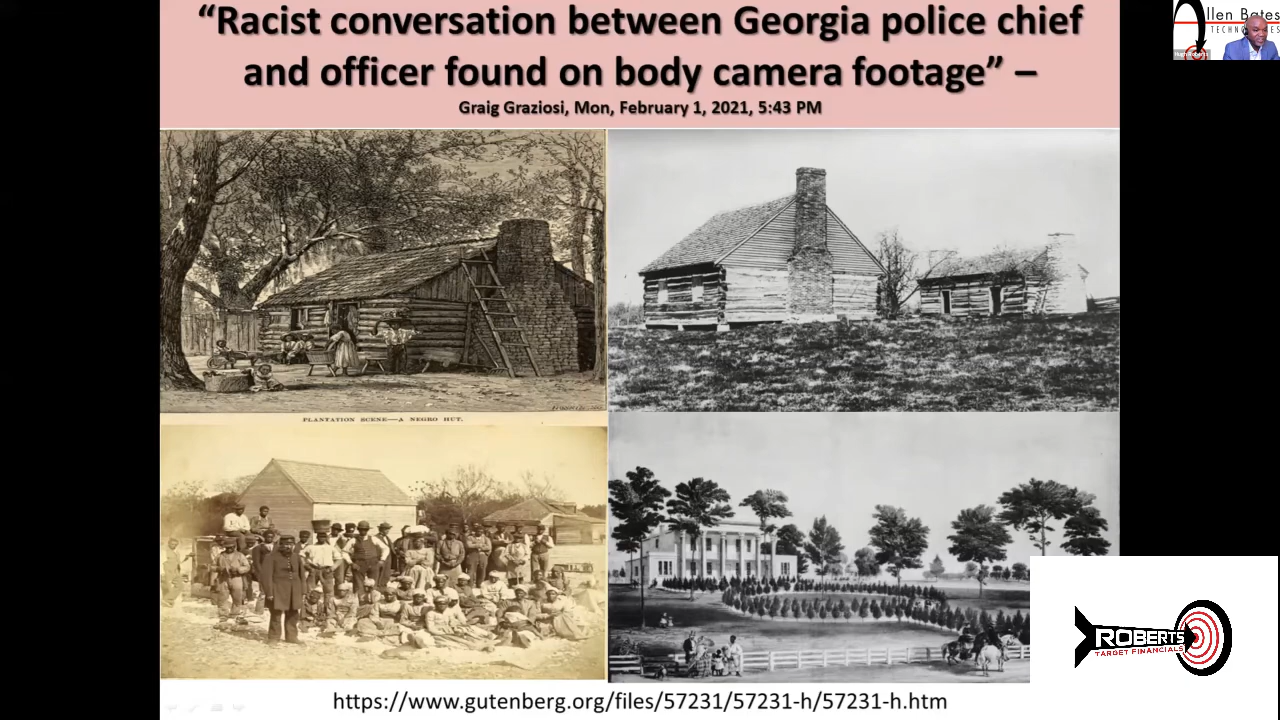 “Racist conversation between Georgia police chief
and officer found on body camera footage” –
Graig Graziosi, Mon, February 1, 2021, 5:43 PM
llen Bates
Hugh Roberts
PLANTATION SCENE—A NEGRO HUT.
ROBERTS
TARGET FINANCIALS
https://www.gutenberg.org/files/57231/57231-h/57231-h.htm